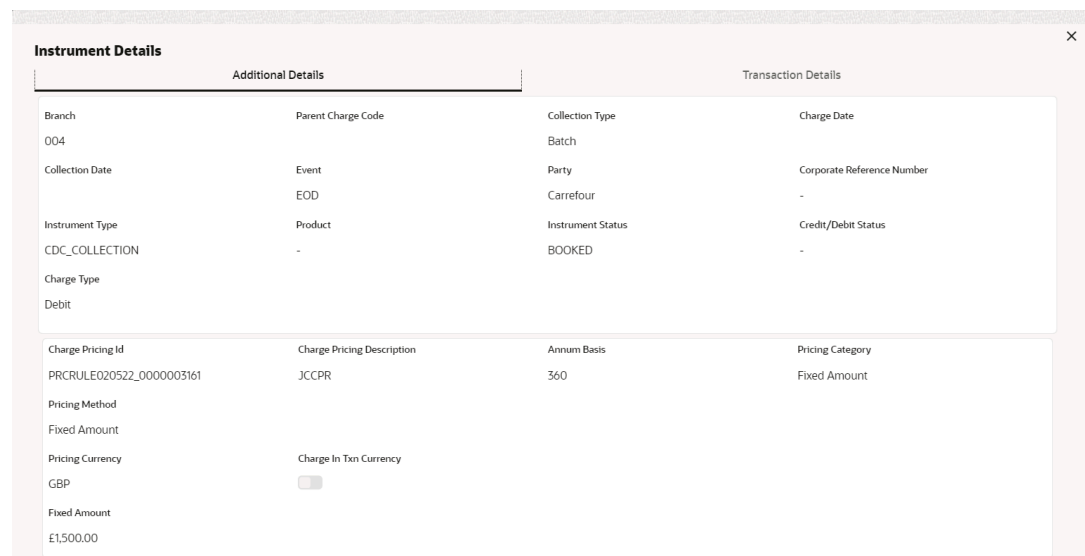 Instrument Details
Additional Details Transaction Details
Branch Parent Charge Code Collection Type Charge Date
004 Batch
Collection Date Event Party Corporate Reference Number
EOD Carrefour -
Instrument Type Product Instrument Status Credit/Debit Status
CDC_COLLECTION - BOOKED -
Charge Type
Debit
Charge Pricing Id Charge Pricing Description Annum Basis Pricing Category
PRCRULE020522_0000003161 JCCPR 360 Fixed Amount
Pricing Method
Fixed Amount
Pricing Currency Charge In Txn Currency
GBP
Fixed Amount
£1,500.00